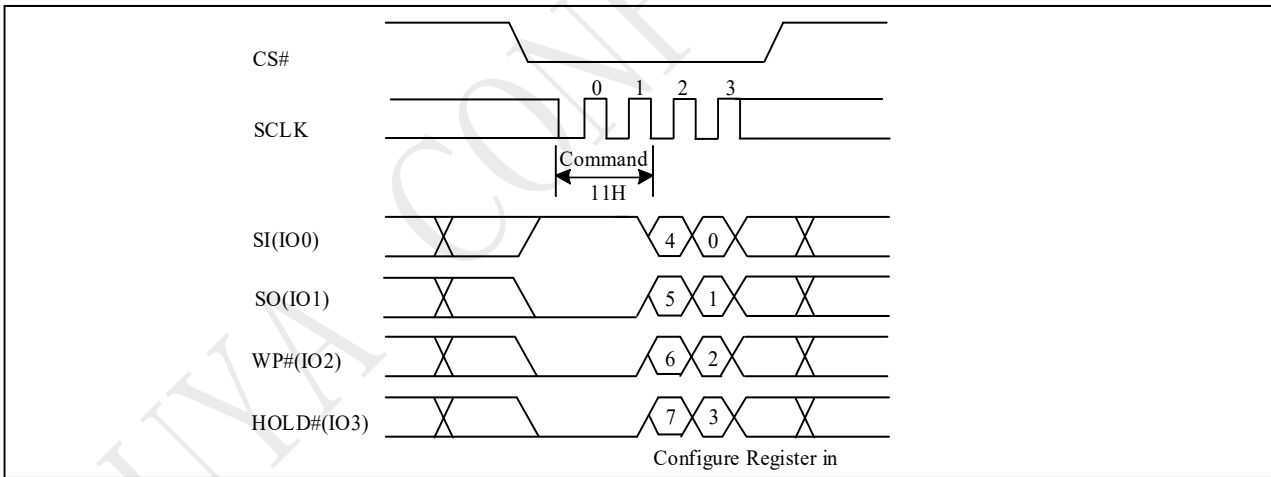 CS#
0 1 2 3
SCLK
Command
11H
SI(IO0)
4 0
SO(IO1)
5 1
WP#(IO2)
6 2
HOLD#(IO3)
7 3
Configure Register in